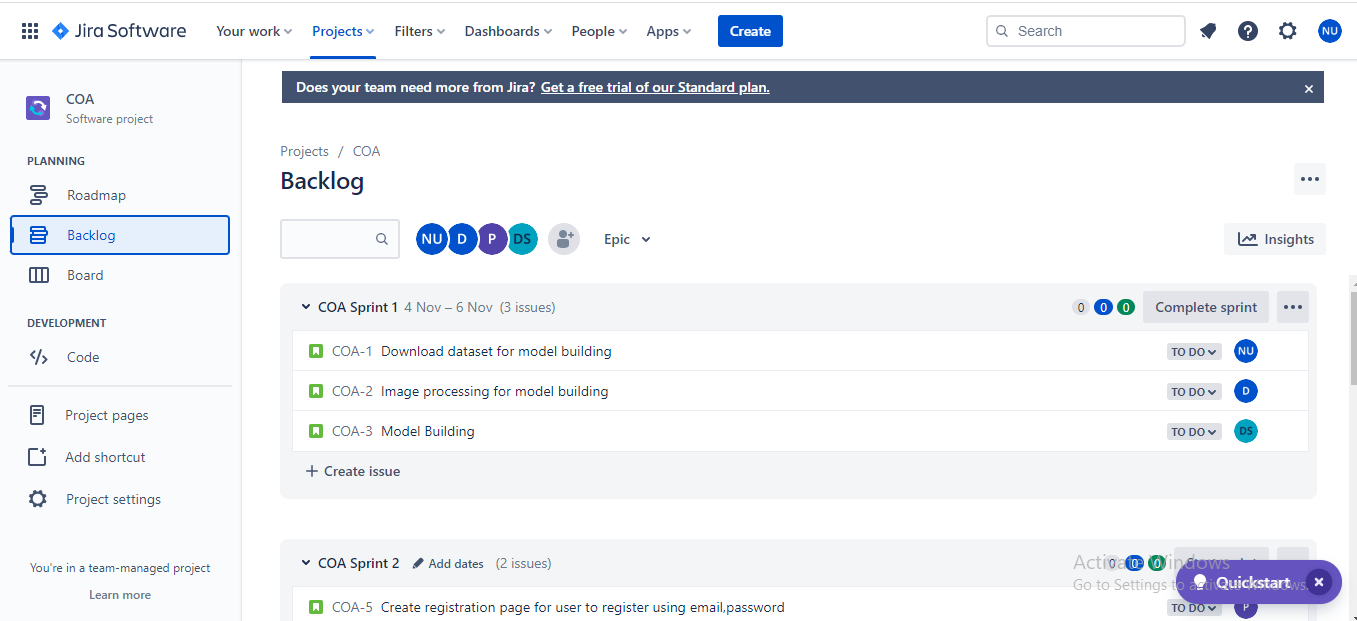 Jira Software Your work Projects Filters Dashboards People Apps Create Search NU
Does your team need more from Jira? Get a free trial of our Standard plan.
COA
Software project
PLANNING
Roadmap
Backlog
Board
DEVELOPMENT
Code
Project pages
Add shortcut
Project settings
You're in a team-managed project
Learn more
Projects / COA
Backlog
NU D P DS Epic Insights
COA Sprint 1 4 Nov – 6 Nov (3 issues) 0 0 0 Complete sprint
COA-1 Download dataset for model building TO DO NU
COA-2 Image processing for model building TO DO D
COA-3 Model Building TO DO DS
+ Create issue
COA Sprint 2 Add dates (2 issues) 0 0 0
COA-5 Create registration page for user to register using email,password TO DO P
Activate Windows
Go to Settings to activate Windows.
Quickstart